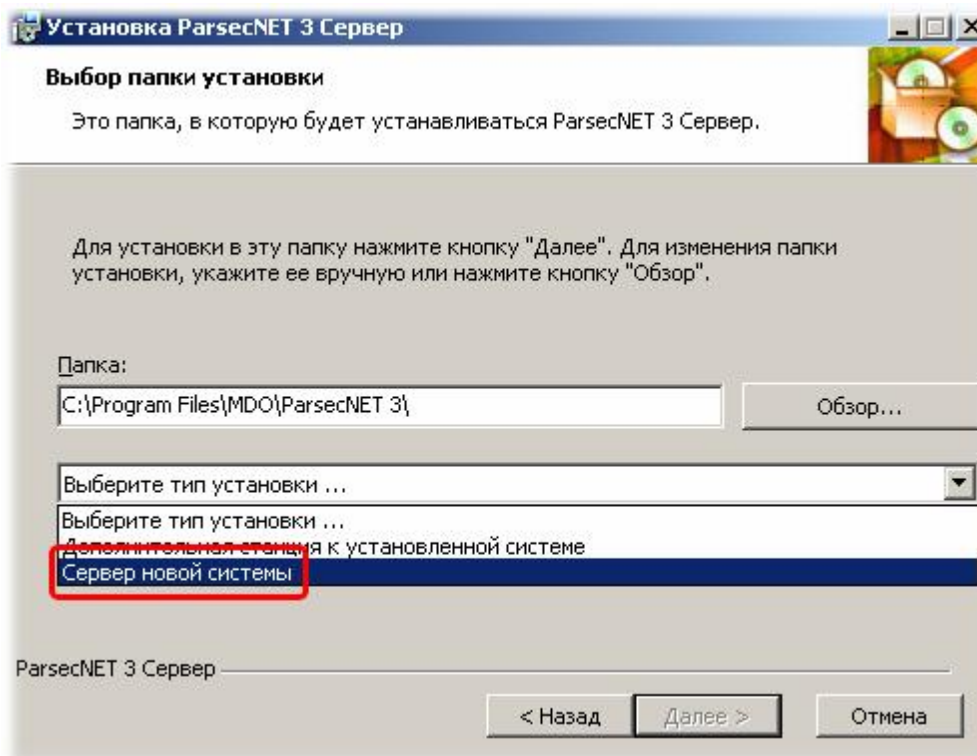 Установка ParsecNET 3 Сервер
Выбор папки установки
Это папка, в которую будет устанавливаться ParsecNET 3 Сервер.
Для установки в эту папку нажмите кнопку "Далее". Для изменения папки
установки, укажите ее вручную или нажмите кнопку "Обзор".
Папка:
C:\Program Files\MDO\ParsecNET 3\
Обзор...
Выберите тип установки ...
Выберите тип установки ...
Дополнительная станция к установленной системе
Сервер новой системы
ParsecNET 3 Сервер
< Назад
Далее >
Отмена